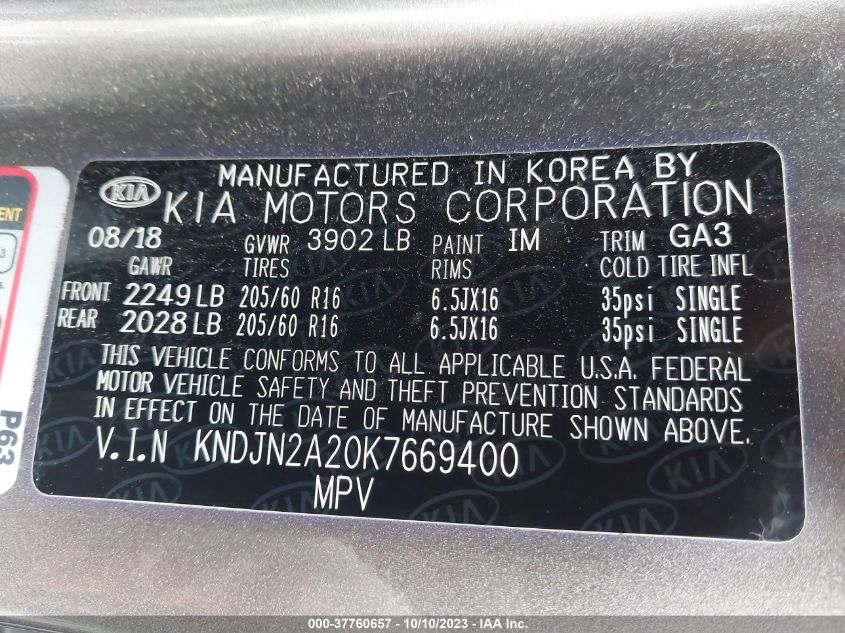 MANUFACTURED IN KOREA BY
KIA KIA MOTORS CORPORATION
08/18 GVWR 3902 LB PAINT IM TRIM GA3
GAWR TIRES RIMS COLD TIRE INFL
FRONT 2249 LB 205/60 R16 6.5JX16 35psi SINGLE
REAR 2028 LB 205/60 R16 6.5JX16 35psi SINGLE
THIS VEHICLE CONFORMS TO ALL APPLICABLE U.S.A. FEDERAL
MOTOR VEHICLE SAFETY AND THEFT PREVENTION STANDARDS
IN EFFECT ON THE DATE OF MANUFACTURE SHOWN ABOVE.
V.I.N KNDJN2A20K7669400
MPV
P63
000-37760657 - 10/10/2023 - IAA Inc.